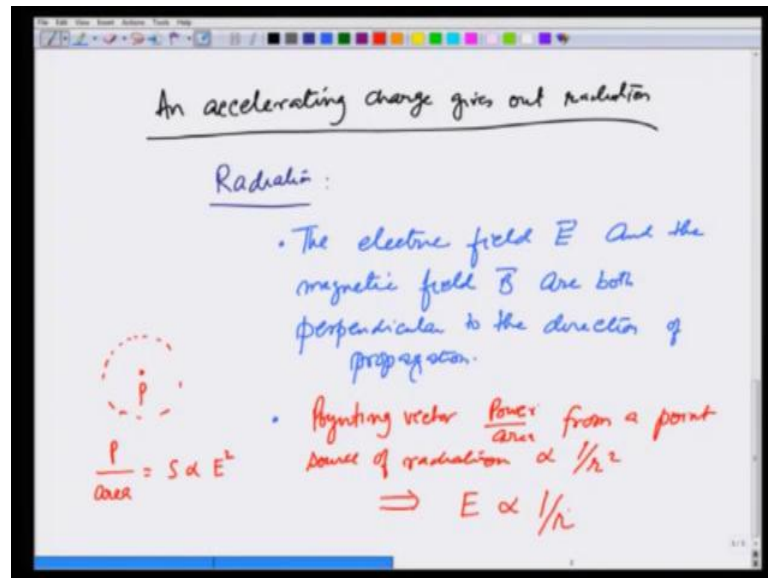 An accelerating charge gives out radiation
Radiation:
• The electric field E̅ and the
magnetic field B̅ are both
perpendicular to the direction of
propagation.
P
P/area = S ∝ E²
• Poynting vector Power/area from a point
source of radiation ∝ 1/r²
⇒ E ∝ 1/r